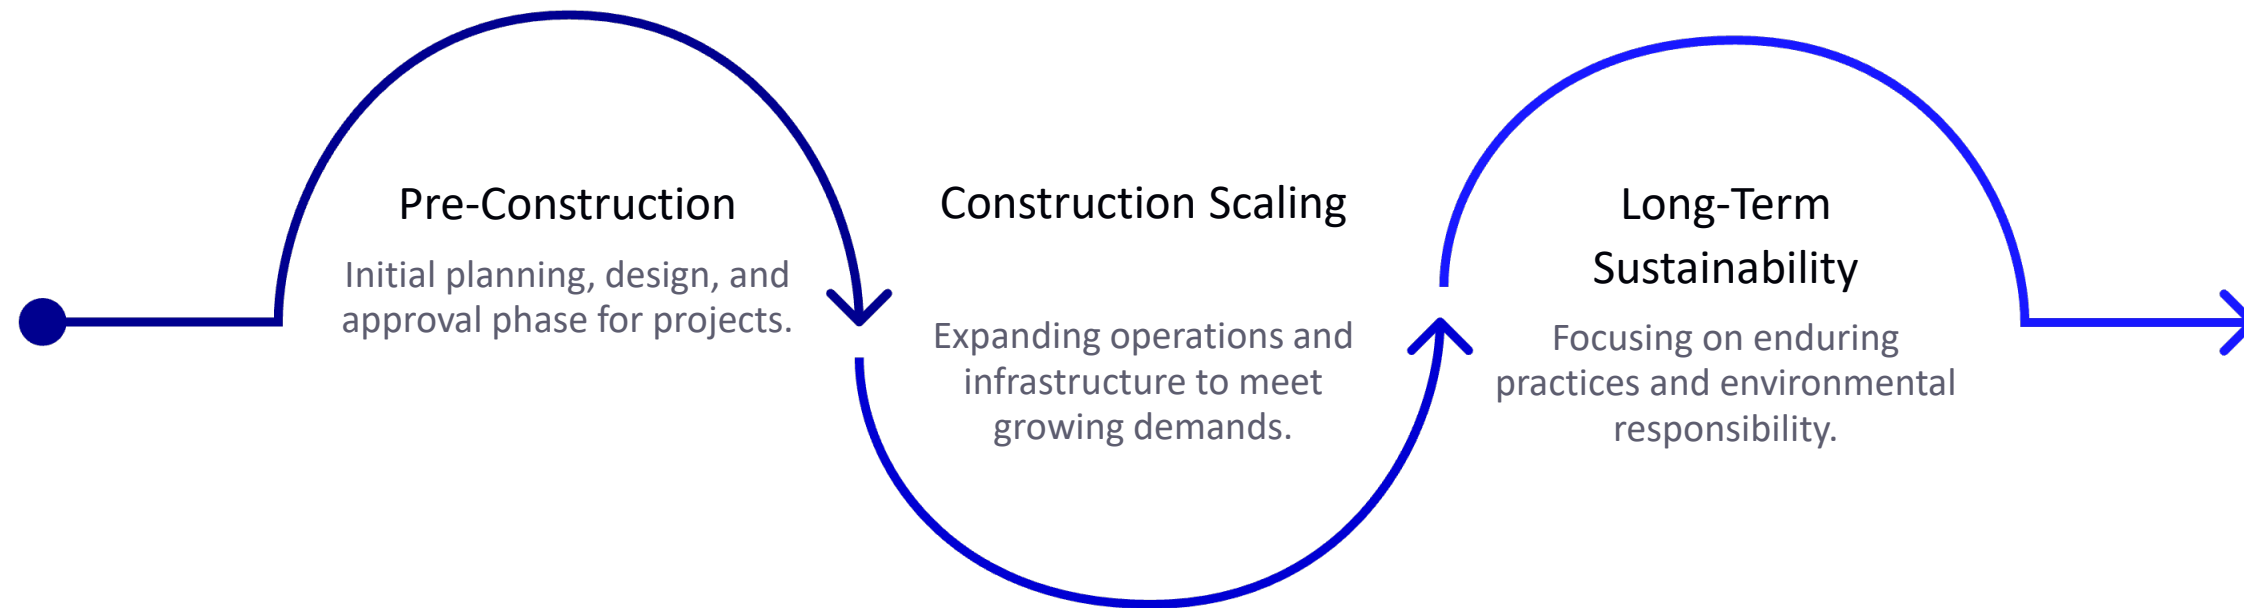 Pre-Construction
Initial planning, design, and
approval phase for projects.
Construction Scaling
Expanding operations and
infrastructure to meet
growing demands.
Long-Term
Sustainability
Focusing on enduring
practices and environmental
responsibility.